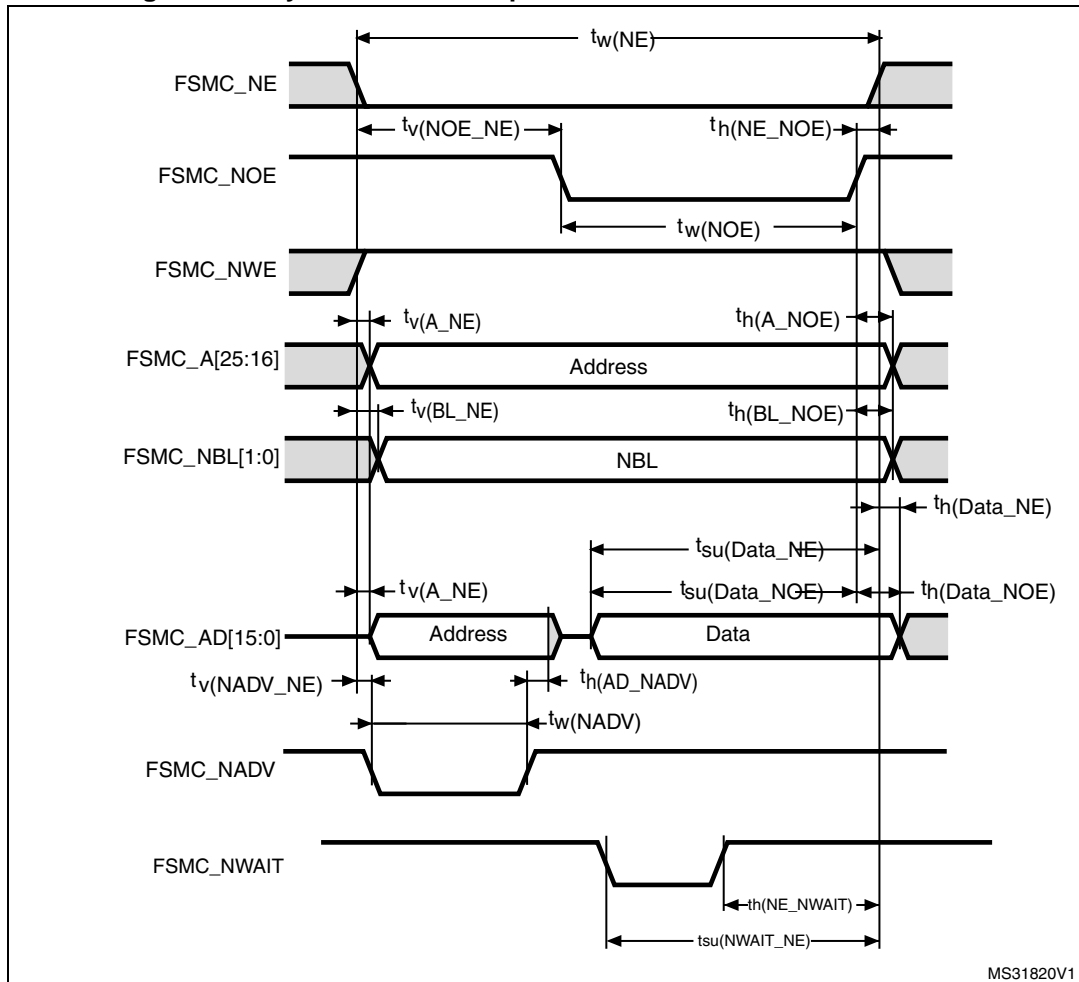 tw(NE)
FSMC_NE
tv(NOE_NE)
th(NE_NOE)
FSMC_NOE
tw(NOE)
FSMC_NWE
tv(A_NE)
th(A_NOE)
FSMC_A[25:16]
Address
tv(BL_NE)
th(BL_NOE)
FSMC_NBL[1:0]
NBL
th(Data_NE)
tsu(Data_NE)
tv(A_NE)
tsu(Data_NOE)
th(Data_NOE)
FSMC_AD[15:0]
Address
Data
tv(NADV_NE)
th(AD_NADV)
tw(NADV)
FSMC_NADV
FSMC_NWAIT
th(NE_NWAIT)
tsu(NWAIT_NE)
MS31820V1